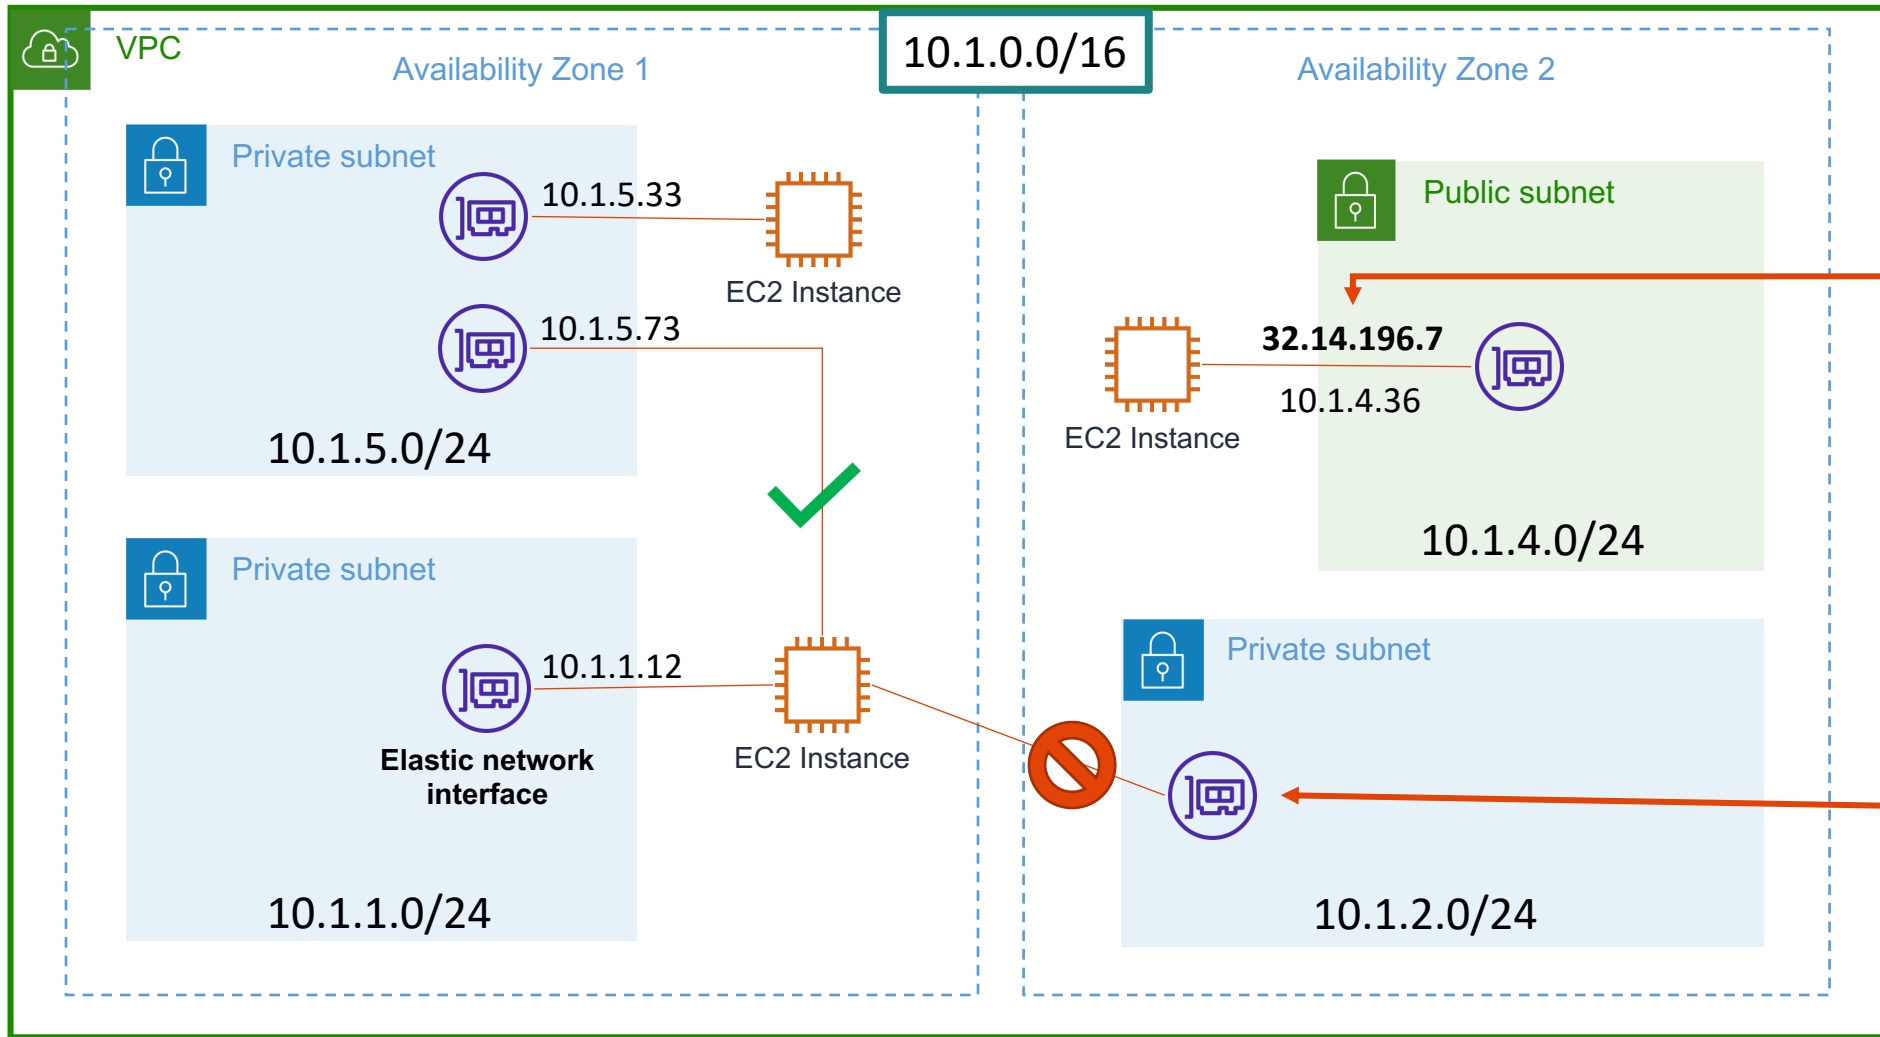 VPC
10.1.0.0/16
Availability Zone 1
Availability Zone 2
Private subnet
10.1.5.33
EC2 Instance
10.1.5.73
10.1.5.0/24
Private subnet
10.1.1.12
EC2 Instance
Elastic network
interface
10.1.1.0/24
Public subnet
32.14.196.7
10.1.4.36
EC2 Instance
10.1.4.0/24
Private subnet
10.1.2.0/24